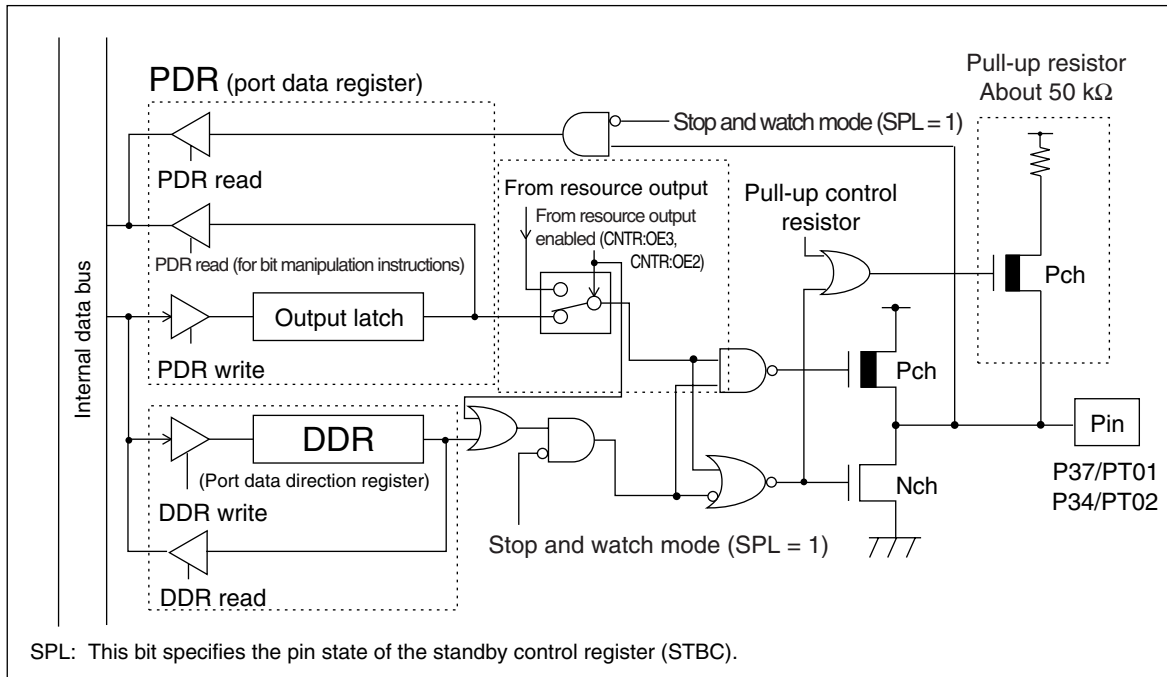 PDR (port data register)
Pull-up resistor
About 50 kΩ
Stop and watch mode (SPL = 1)
PDR read
From resource output
From resource output
enabled (CNTR:OE3,
CNTR:OE2)
Pull-up control
resistor
PDR read (for bit manipulation instructions)
Pch
Internal data bus
Output latch
PDR write
Pch
DDR
(Port data direction register)
Pin
P37/PT01
P34/PT02
Nch
DDR write
Stop and watch mode (SPL = 1)
DDR read
SPL: This bit specifies the pin state of the standby control register (STBC).